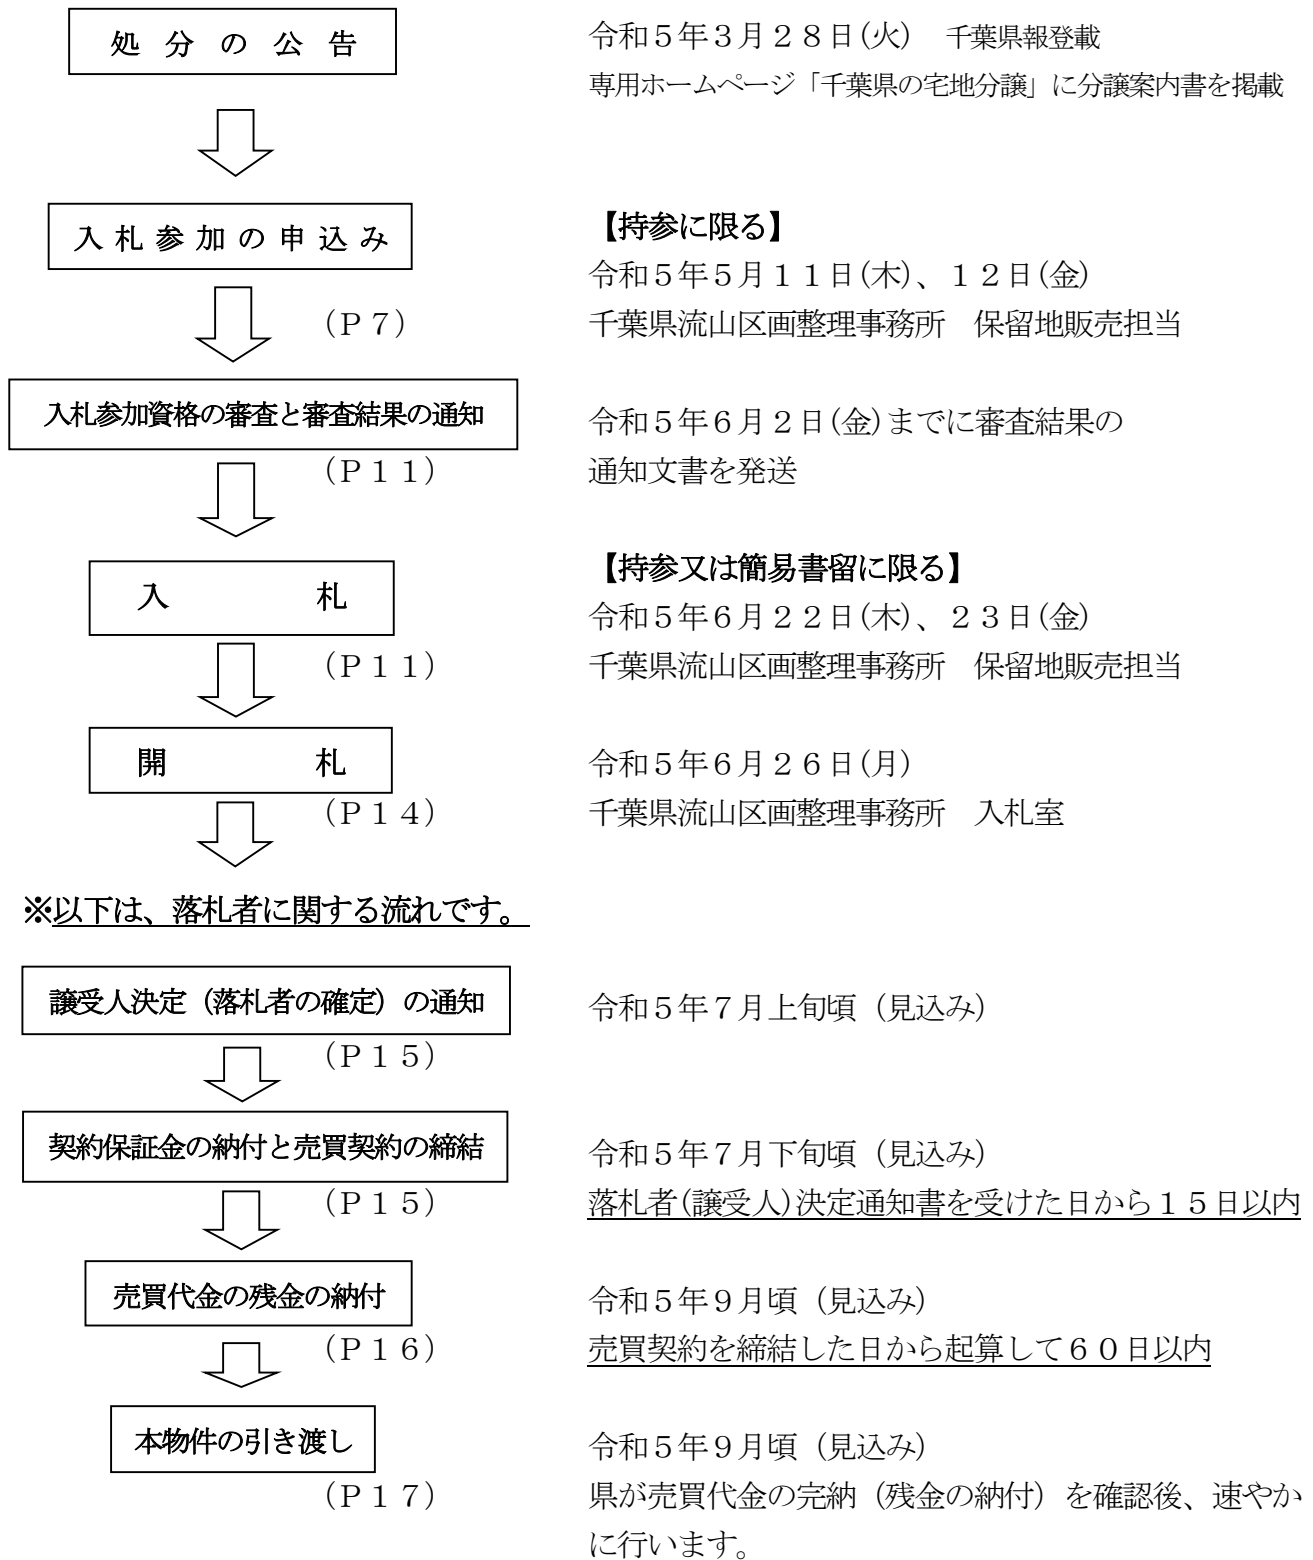 処分の公告
令和５年３月２８日(火)　千葉県報登載
専用ホームページ「千葉県の宅地分譲」に分譲案内書を掲載
入札参加の申込み
【持参に限る】
令和５年５月１１日(木)、１２日(金)
（Ｐ７）
千葉県流山区画整理事務所　保留地販売担当
入札参加資格の審査と審査結果の通知
令和５年６月２日(金)までに審査結果の
（Ｐ１１）
通知文書を発送
入札
【持参又は簡易書留に限る】
令和５年６月２２日(木)、２３日(金)
（Ｐ１１）
千葉県流山区画整理事務所　保留地販売担当
開札
令和５年６月２６日(月)
（Ｐ１４）
千葉県流山区画整理事務所　入札室
※以下は、落札者に関する流れです。
譲受人決定（落札者の確定）の通知
令和５年７月上旬頃（見込み）
（Ｐ１５）
契約保証金の納付と売買契約の締結
令和５年７月下旬頃（見込み）
（Ｐ１５）
落札者(譲受人)決定通知書を受けた日から１５日以内
売買代金の残金の納付
令和５年９月頃（見込み）
（Ｐ１６）
売買契約を締結した日から起算して６０日以内
本物件の引き渡し
令和５年９月頃（見込み）
（Ｐ１７）
県が売買代金の完納（残金の納付）を確認後、速やか
に行います。